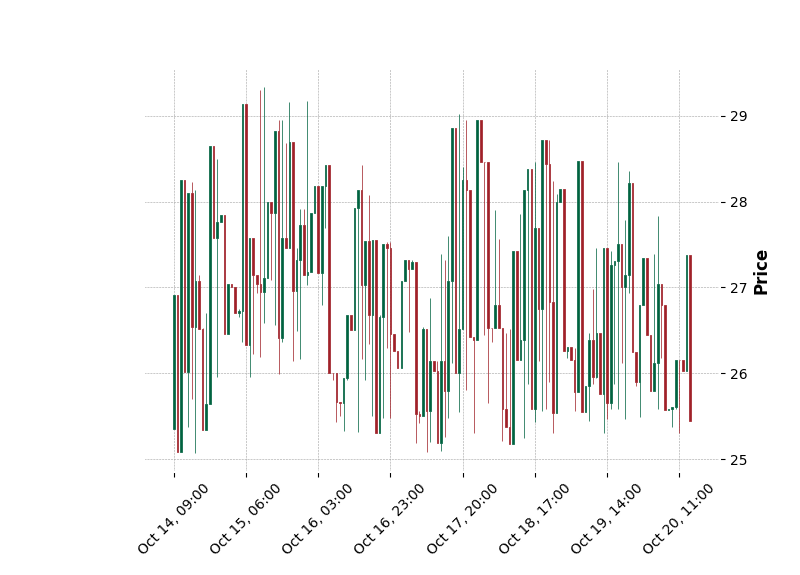 29
28
27
26
25
Price
Oct 14, 09:00
Oct 15, 06:00
Oct 16, 03:00
Oct 16, 23:00
Oct 17, 20:00
Oct 18, 17:00
Oct 19, 14:00
Oct 20, 11:00